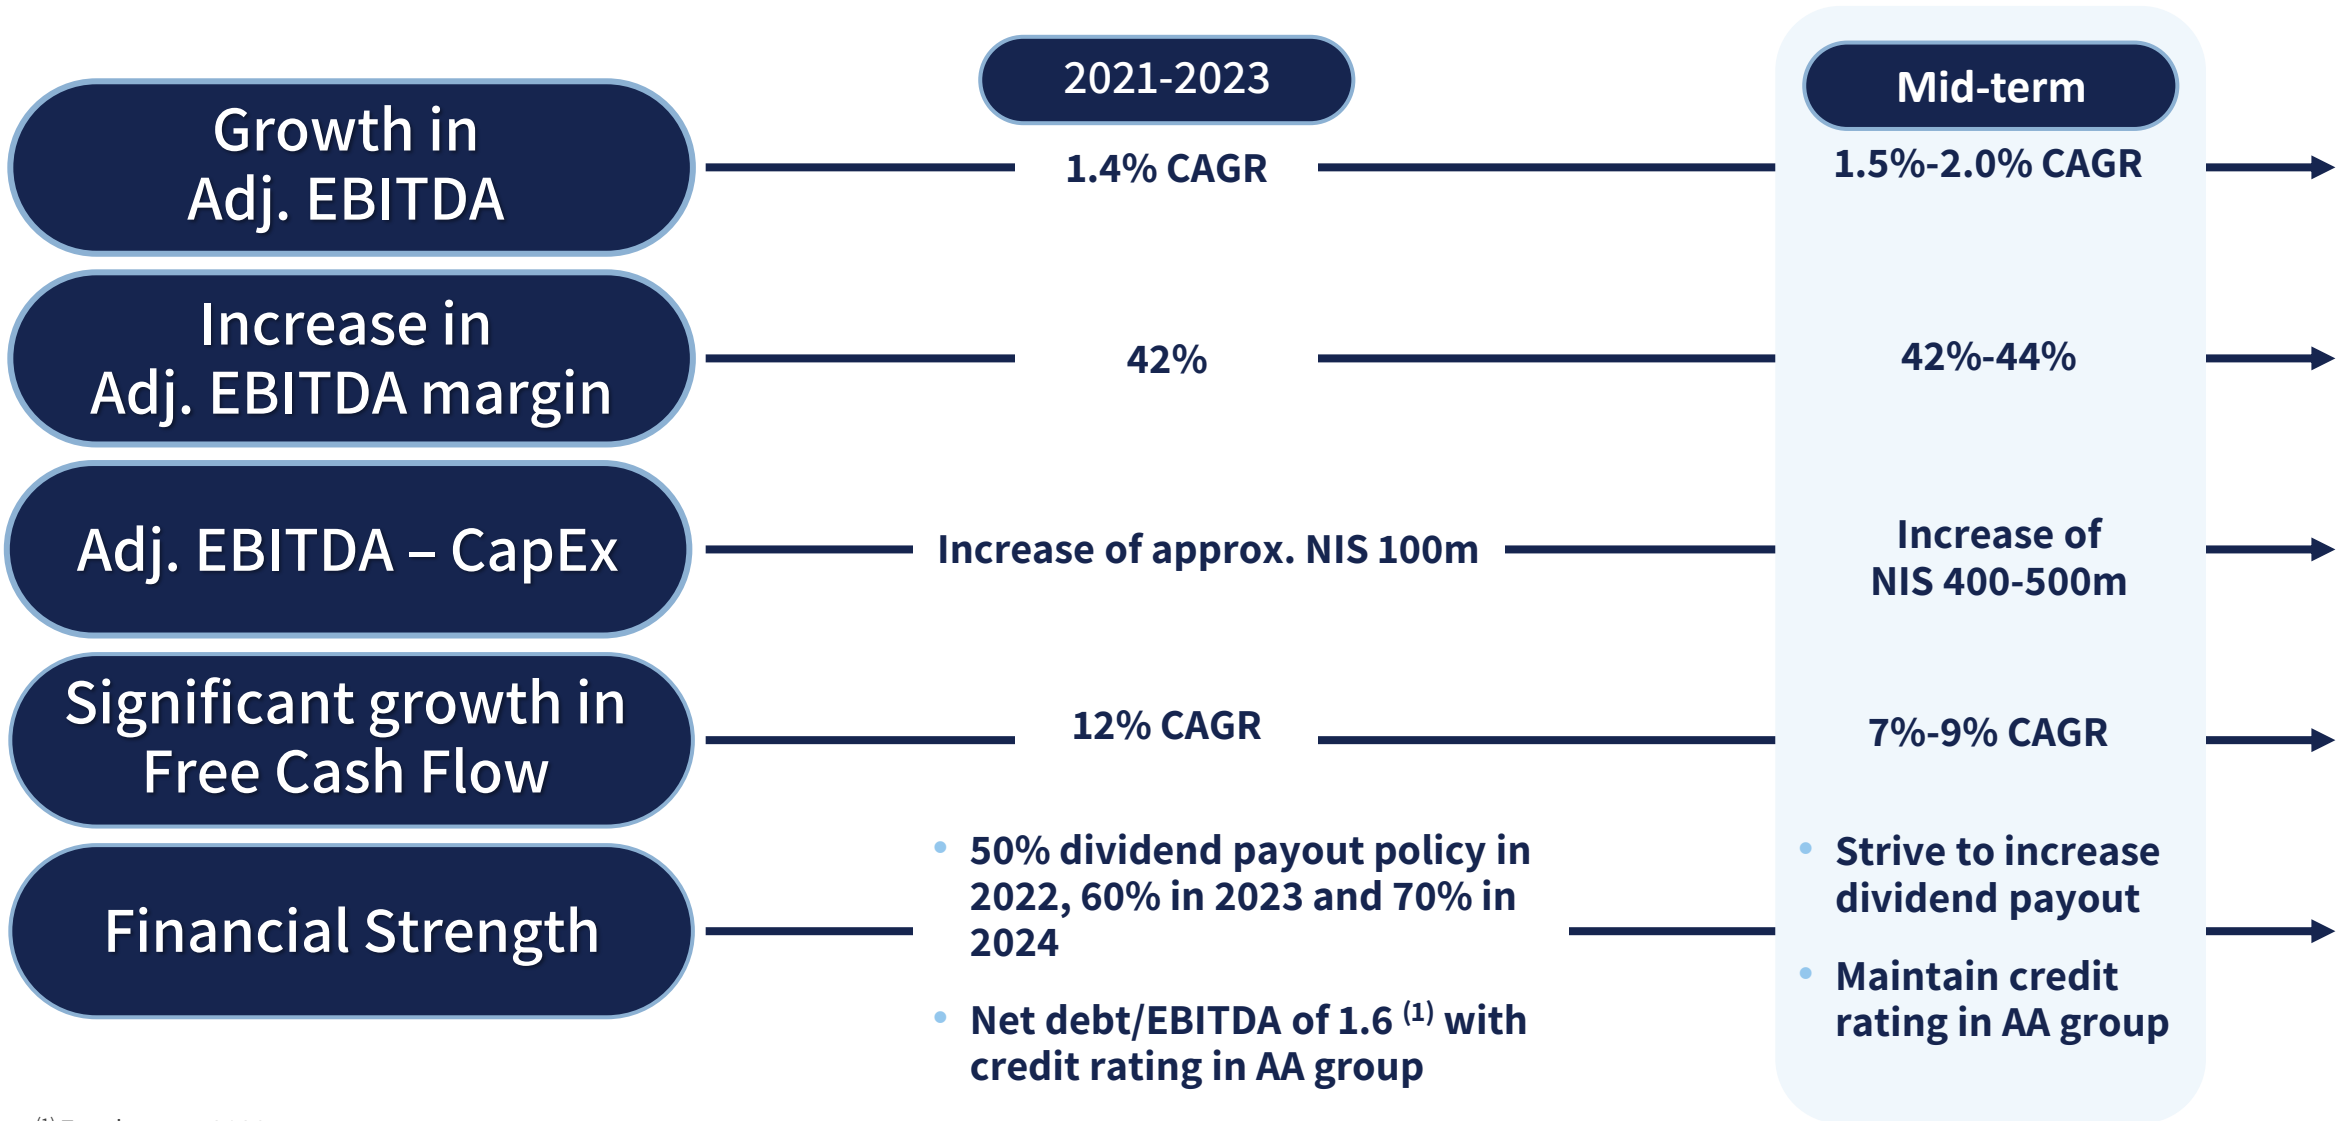 2021-2023
Mid-term
Growth in
Adj. EBITDA
1.4% CAGR
1.5%-2.0% CAGR
Increase in
Adj. EBITDA margin
42%
42%-44%
Adj. EBITDA – CapEx
Increase of approx. NIS 100m
Increase of
NIS 400-500m
Significant growth in
Free Cash Flow
12% CAGR
7%-9% CAGR
Financial Strength
• 50% dividend payout policy in
2022, 60% in 2023 and 70% in
2024
• Net debt/EBITDA of 1.6 (1) with
credit rating in AA group
• Strive to increase
dividend payout
• Maintain credit
rating in AA group
(1)